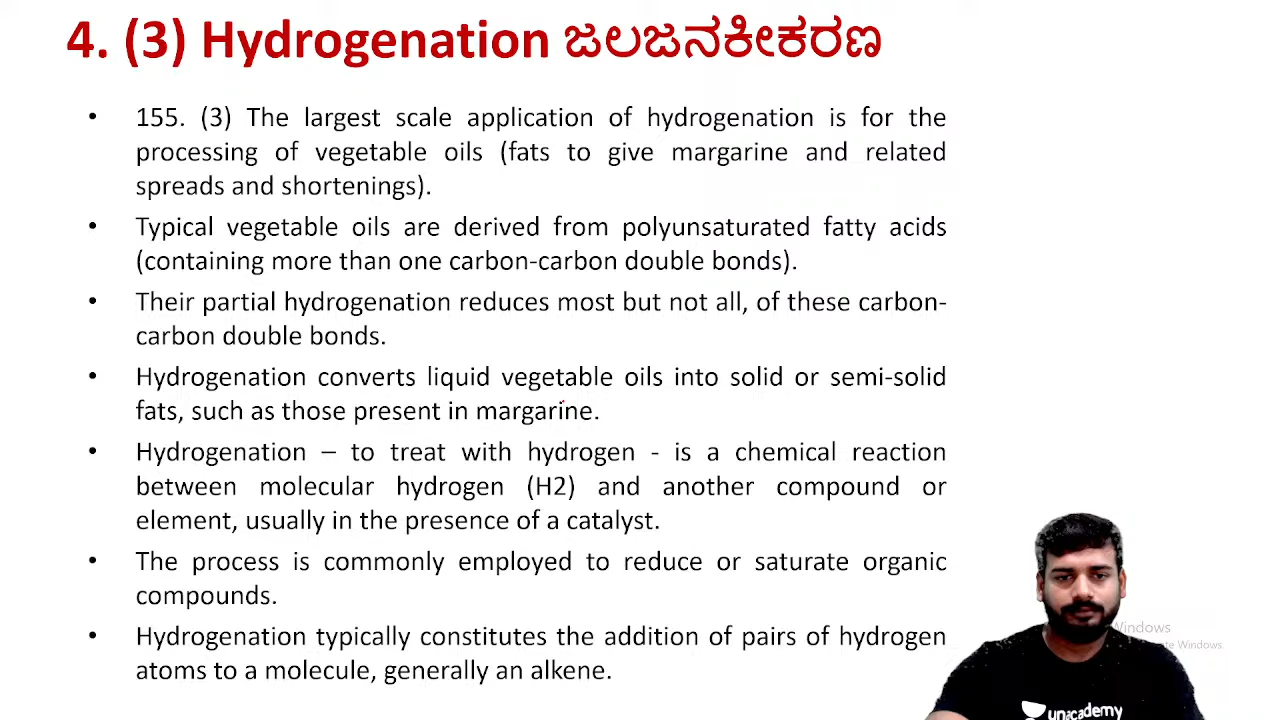 4. (3) Hydrogenation ಜಲಜನಕೀಕರಣ
• 155. (3) The largest scale application of hydrogenation is for the
processing of vegetable oils (fats to give margarine and related
spreads and shortenings).
• Typical vegetable oils are derived from polyunsaturated fatty acids
(containing more than one carbon-carbon double bonds).
• Their partial hydrogenation reduces most but not all, of these carbon-
carbon double bonds.
• Hydrogenation converts liquid vegetable oils into solid or semi-solid
fats, such as those present in margarine.
• Hydrogenation – to treat with hydrogen - is a chemical reaction
between molecular hydrogen (H2) and another compound or
element, usually in the presence of a catalyst.
• The process is commonly employed to reduce or saturate organic
compounds.
• Hydrogenation typically constitutes the addition of pairs of hydrogen
atoms to a molecule, generally an alkene.
Windows
Windows.
unacademy